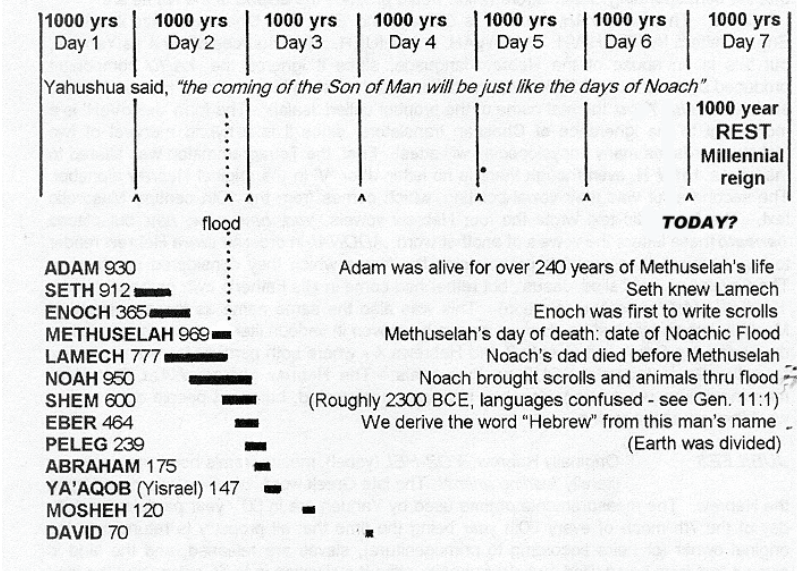 1000 yrs 1000 yrs 1000 yrs 1000 yrs 1000 yrs 1000 yrs 1000 yrs
Day 1 Day 2 Day 3 Day 4 Day 5 Day 6 Day 7
Yahushua said, "the coming of the Son of Man will be just like the days of Noach"
1000 year
REST
Millennial
reign
flood
TODAY?
ADAM 930 Adam was alive for over 240 years of Methuselah's life
SETH 912 Seth knew Lamech
ENOCH 365 Enoch was first to write scrolls
METHUSELAH 969 Methuselah's day of death: date of Noachic Flood
LAMECH 777 Noach's dad died before Methuselah
NOAH 950 Noach brought scrolls and animals thru flood
SHEM 600 (Roughly 2300 BCE, languages confused - see Gen. 11:1)
EBER 464 We derive the word "Hebrew" from this man's name
PELEG 239 (Earth was divided)
ABRAHAM 175
YA'AQOB (Yisrael) 147
MOSHEH 120
DAVID 70